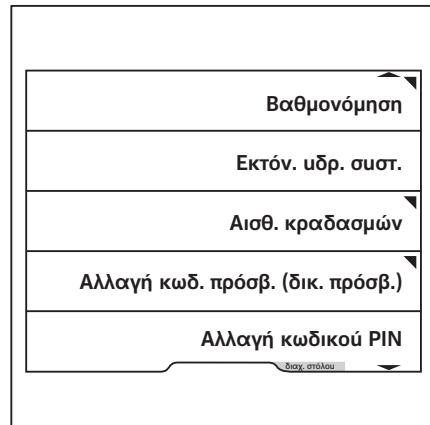 Βαθμονόμηση
Εκτόν. υδρ. συστ.
Αισθ. κραδασμών
Αλλαγή κωδ. πρόσβ. (δικ. πρόσβ.)
Αλλαγή κωδικού PIN
διαχ. στόλου